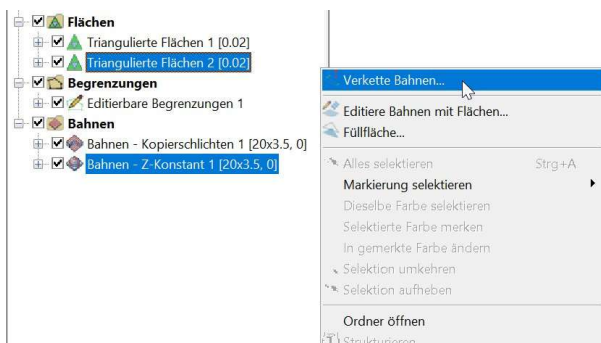 Flächen
Triangulierte Flächen 1 [0.02]
Triangulierte Flächen 2 [0.02]
Begrenzungen
Editierbare Begrenzungen 1
Bahnen
Bahnen - Kopierschlichten 1 [20x3.5, 0]
Bahnen - Z-Konstant 1 [20x3.5, 0]
Verkette Bahnen...
Editiere Bahnen mit Flächen...
Füllfläche...
Alles selektieren Strg+A
Markierung selektieren
Dieselbe Farbe selektieren
Selektierte Farbe merken
In gemerkte Farbe ändern
Selektion umkehren
Selektion aufheben
Ordner öffnen
Strukturieren